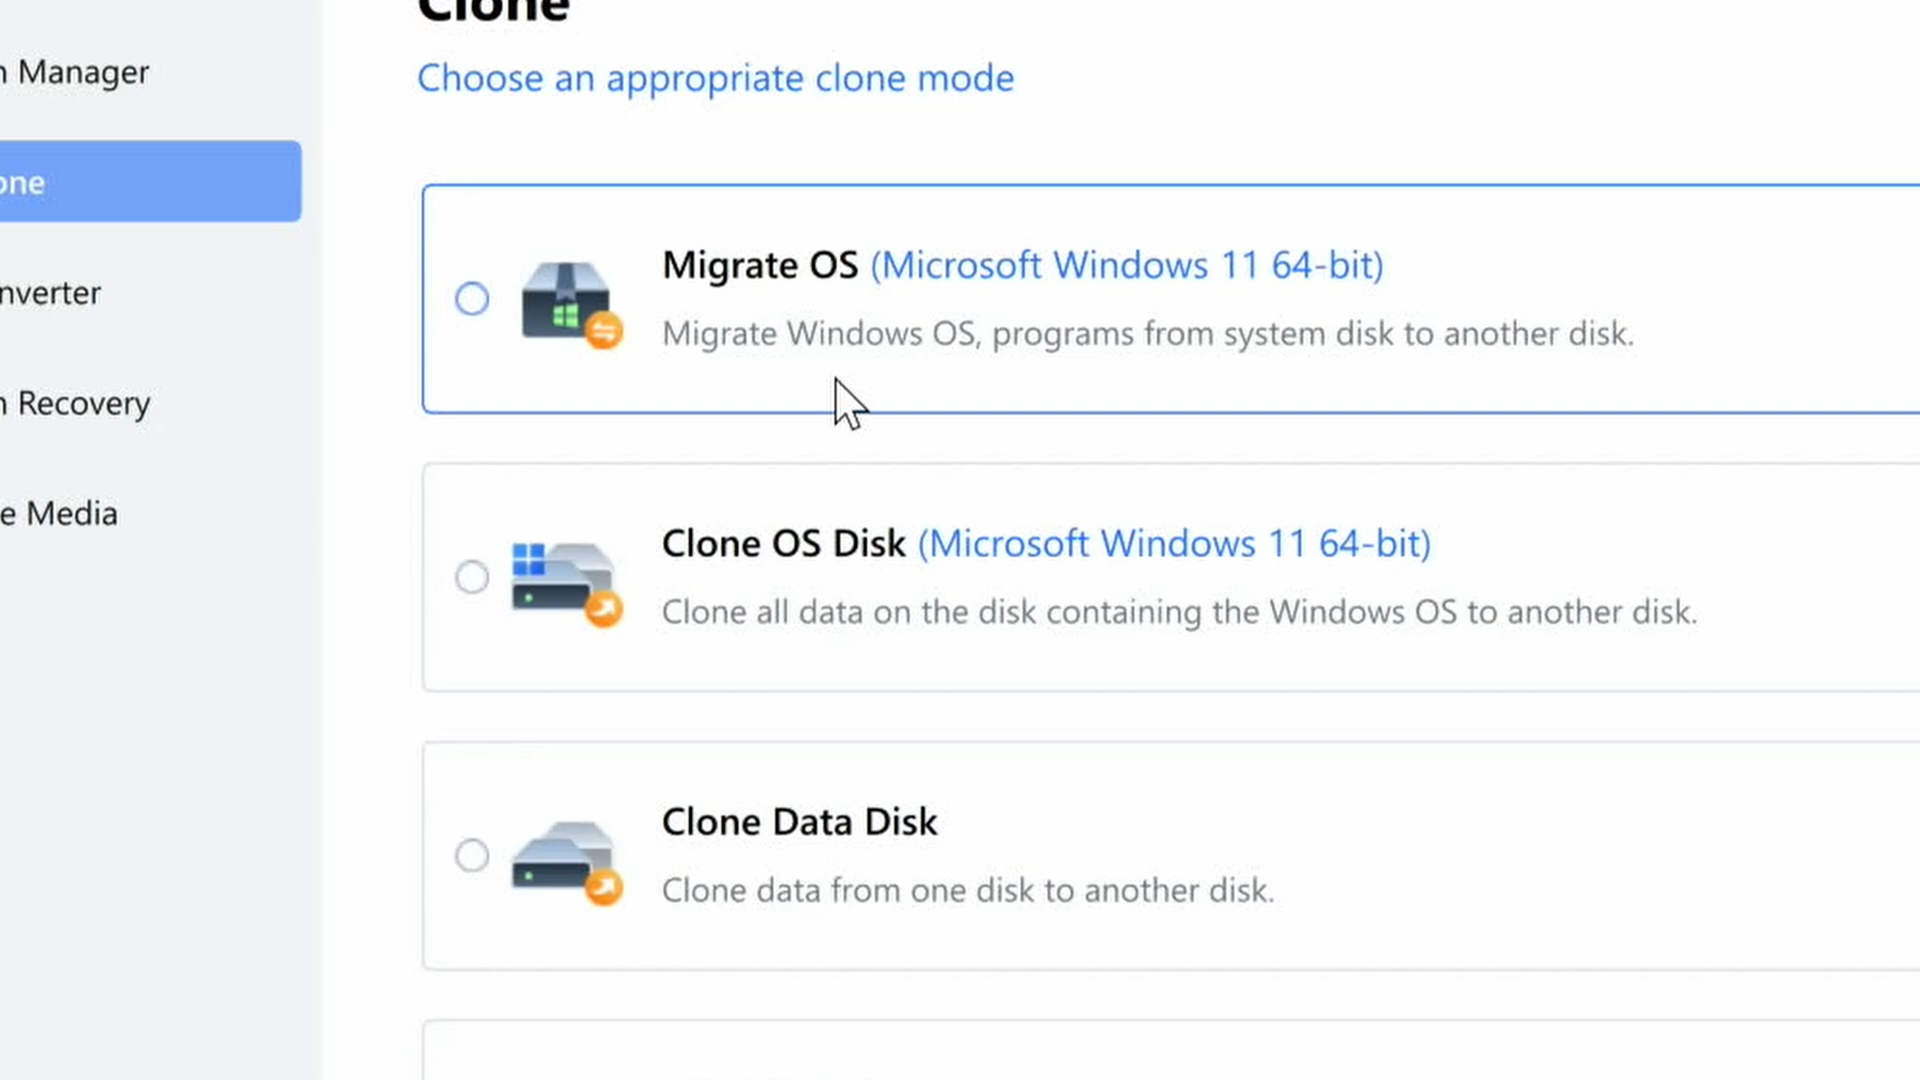 Clone
Choose an appropriate clone mode
Manager
Recovery
Media
Migrate OS (Microsoft Windows 11 64-bit)
Migrate Windows OS, programs from system disk to another disk.
Clone OS Disk (Microsoft Windows 11 64-bit)
Clone all data on the disk containing the Windows OS to another disk.
Clone Data Disk
Clone data from one disk to another disk.